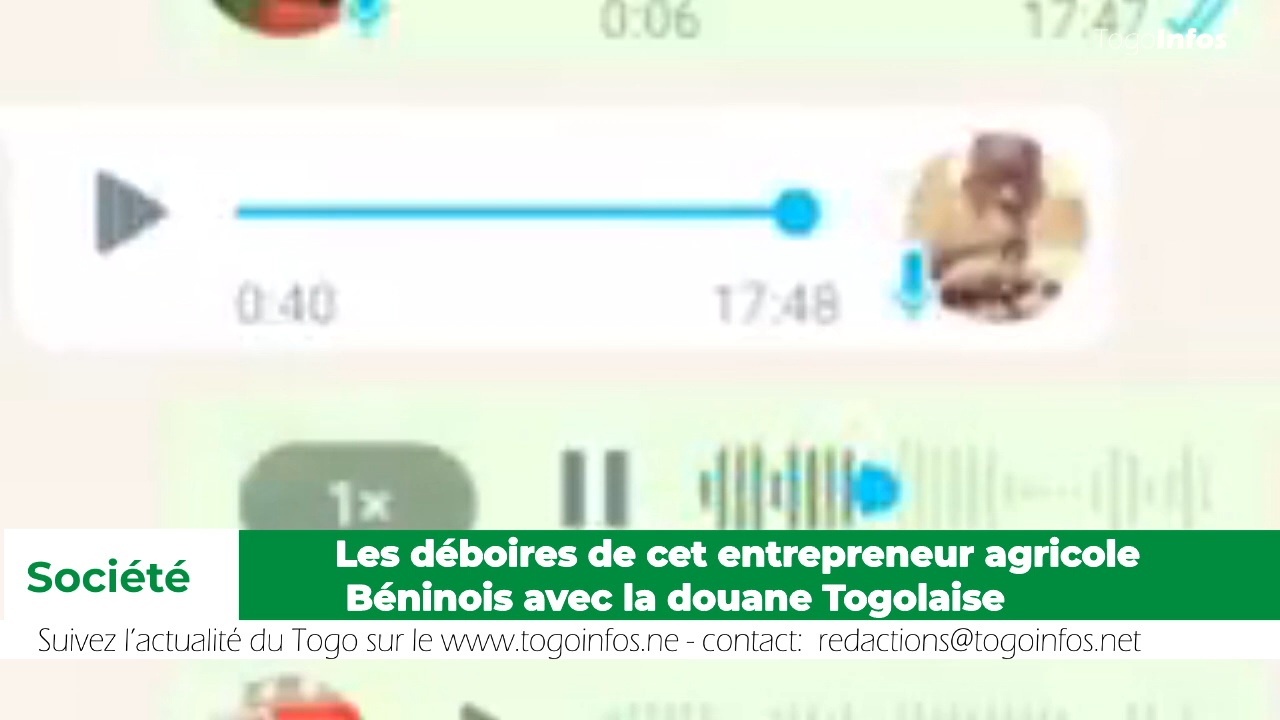 0:06 17:47
TogoInfos
0:40 17:48
1x
Société
Les déboires de cet entrepreneur agricole
Béninois avec la douane Togolaise
Suivez l'actualité du Togo sur le www.togoinfos.ne - contact: redactions@togoinfos.net